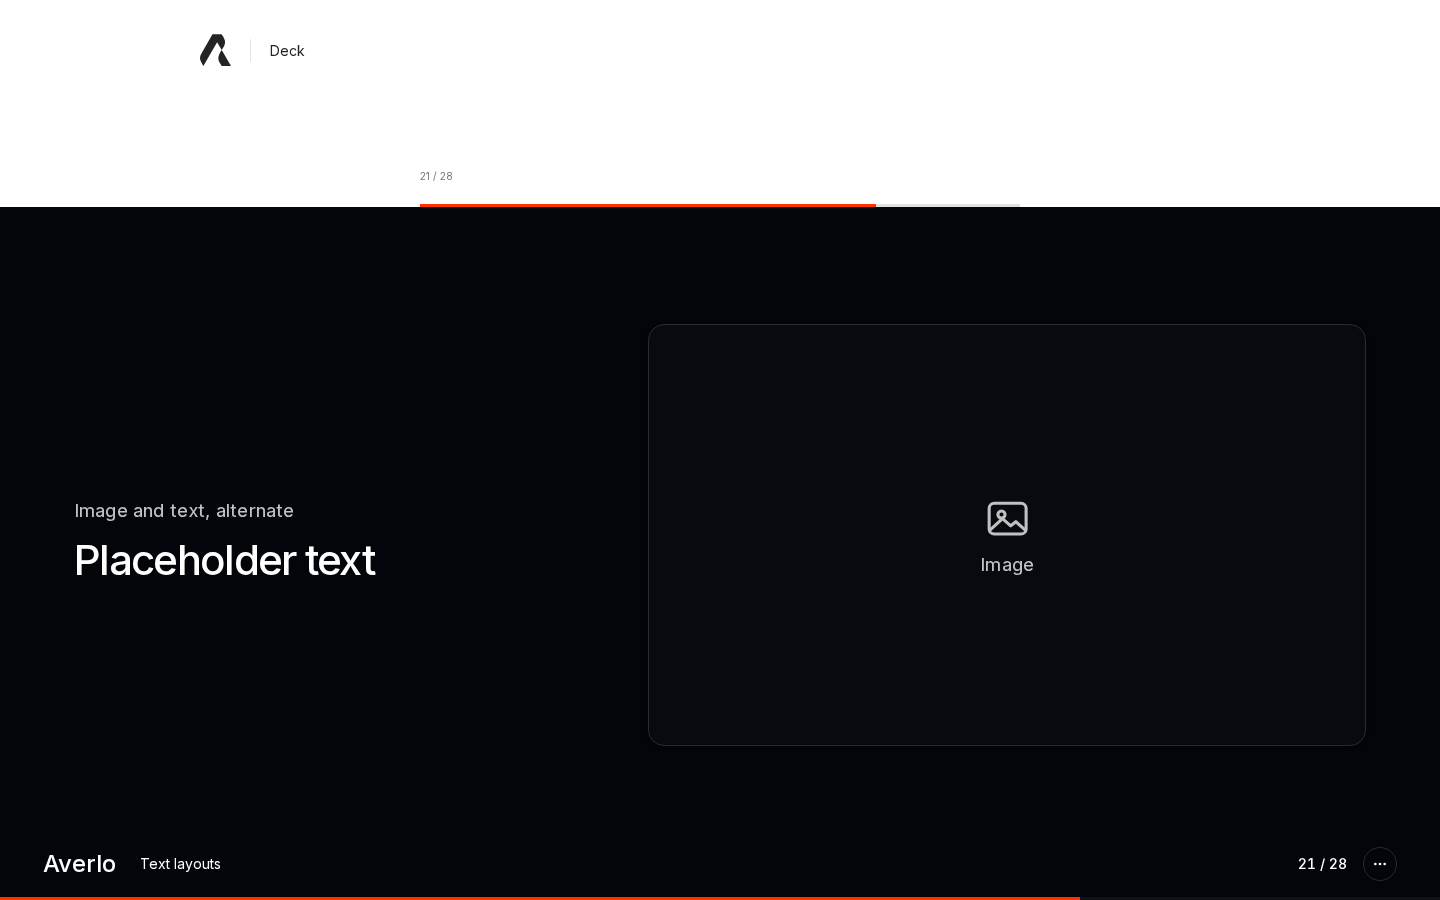 Deck
21 / 28
Image and text, alternate
Placeholder text
Image
Averlo
Text layouts
21 / 28